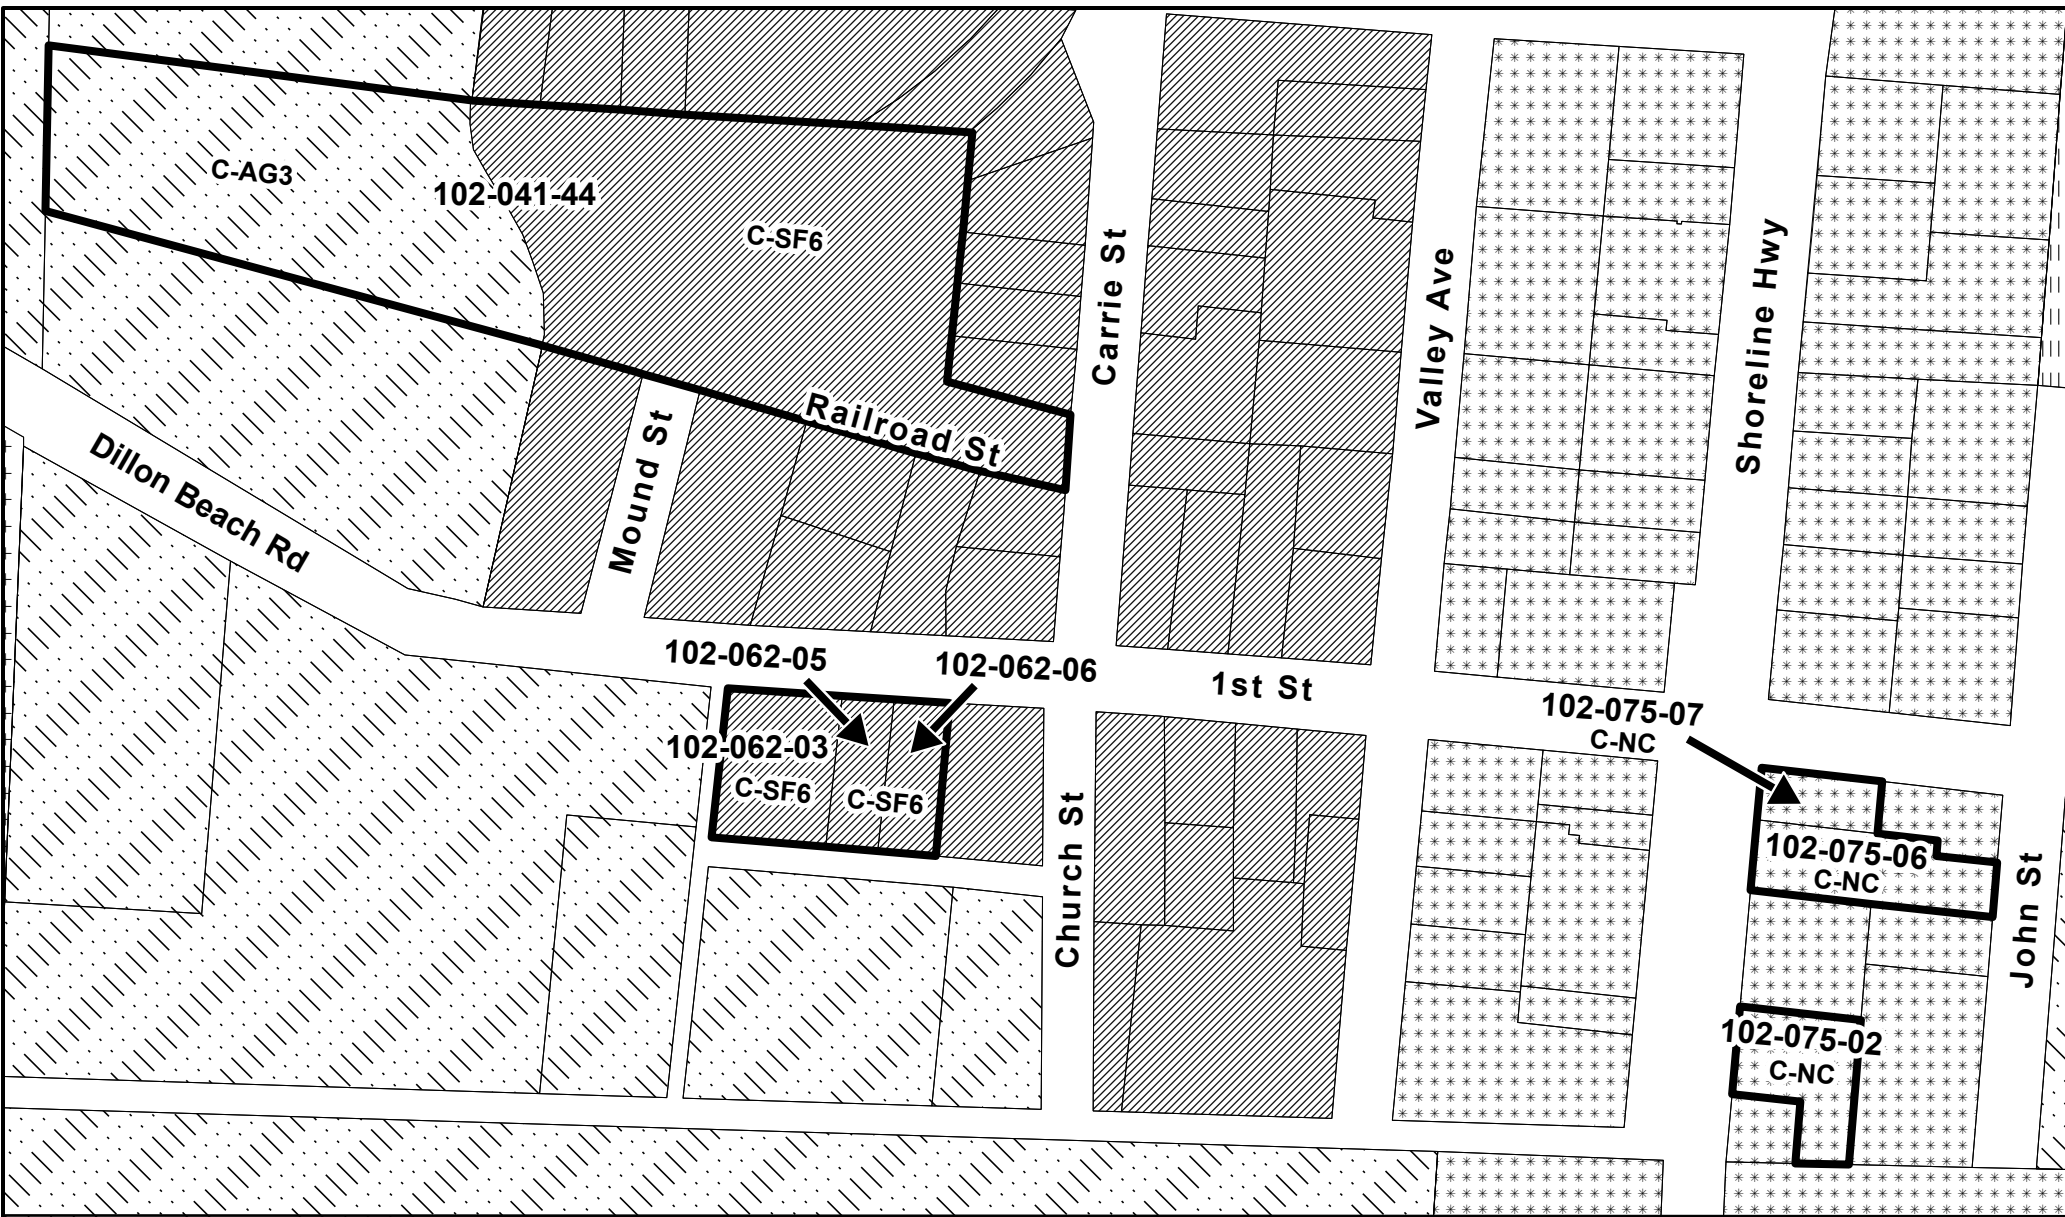 C-AG3
102-041-44
C-SF6
Carrie St
Valley Ave
Shoreline Hwy
Railroad St
Mound St
Dillon Beach Rd
102-062-05
102-062-06
1st St
102-075-07
C-NC
102-062-03
C-SF6
C-SF6
Church St
102-075-06
C-NC
John St
102-075-02
C-NC